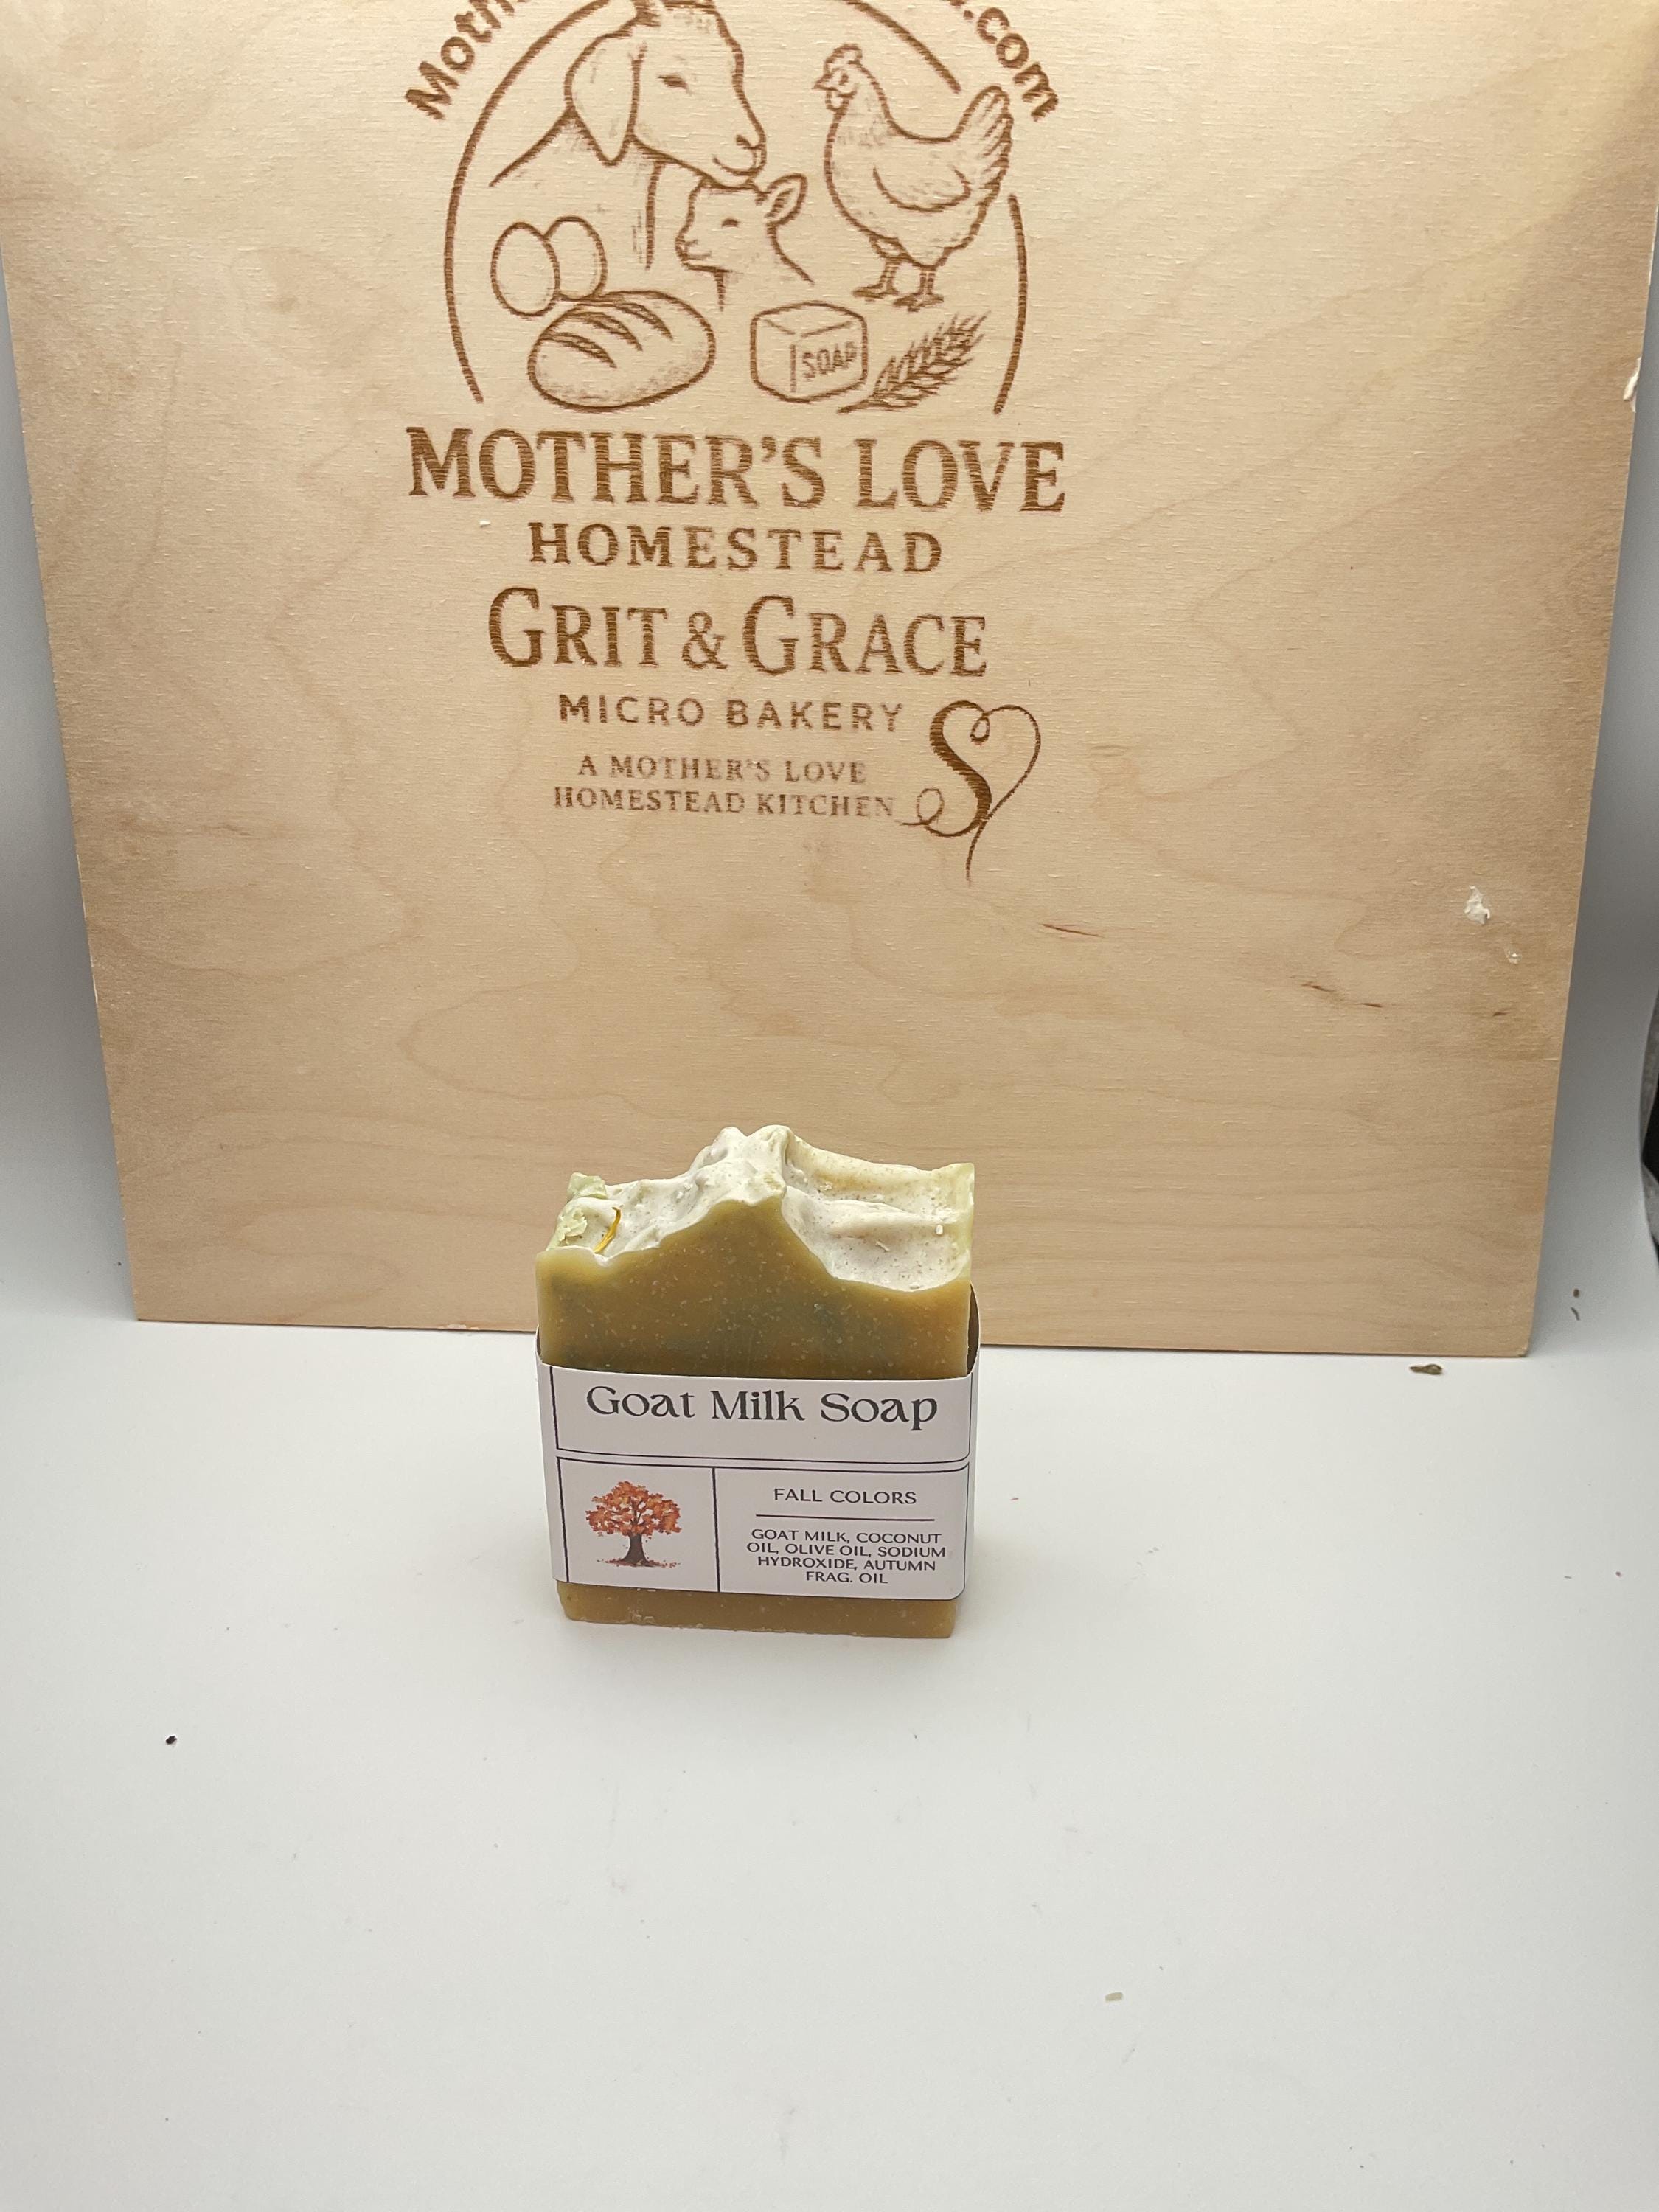 SOAP
MOTHER'S LOVE
HOMESTEAD
GRIT & GRACE
MICRO BAKERY
A MOTHER'S LOVE
HOMESTEAD KITCHEN
Goat Milk Soap
FALL COLORS
GOAT MILK, COCONUT
OIL, OLIVE OIL, SODIUM
HYDROXIDE, AUTUMN
FRAG. OIL